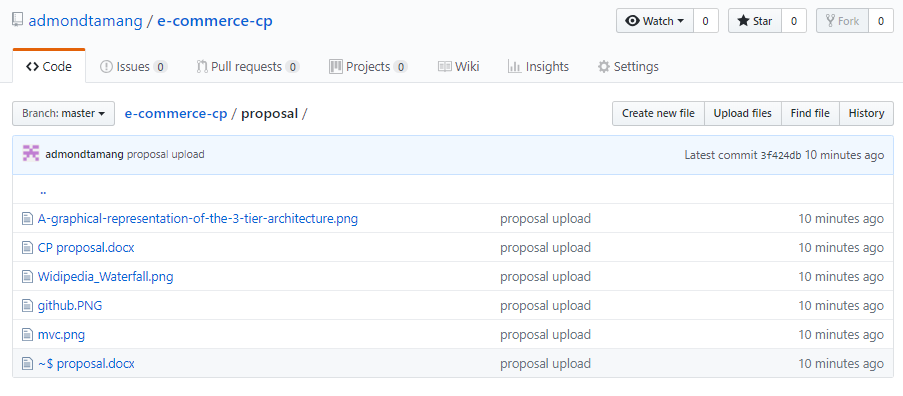 admondtamang / e-commerce-cp
Watch 0 Star 0 Fork 0
Code Issues 0 Pull requests 0 Projects 0 Wiki Insights Settings
Branch: master e-commerce-cp / proposal / Create new file Upload files Find file History
admondtamang proposal upload Latest commit 3f424db 10 minutes ago
..
A-graphical-representation-of-the-3-tier-architecture.png proposal upload 10 minutes ago
CP proposal.docx proposal upload 10 minutes ago
Widipedia_Waterfall.png proposal upload 10 minutes ago
github.PNG proposal upload 10 minutes ago
mvc.png proposal upload 10 minutes ago
~$ proposal.docx proposal upload 10 minutes ago